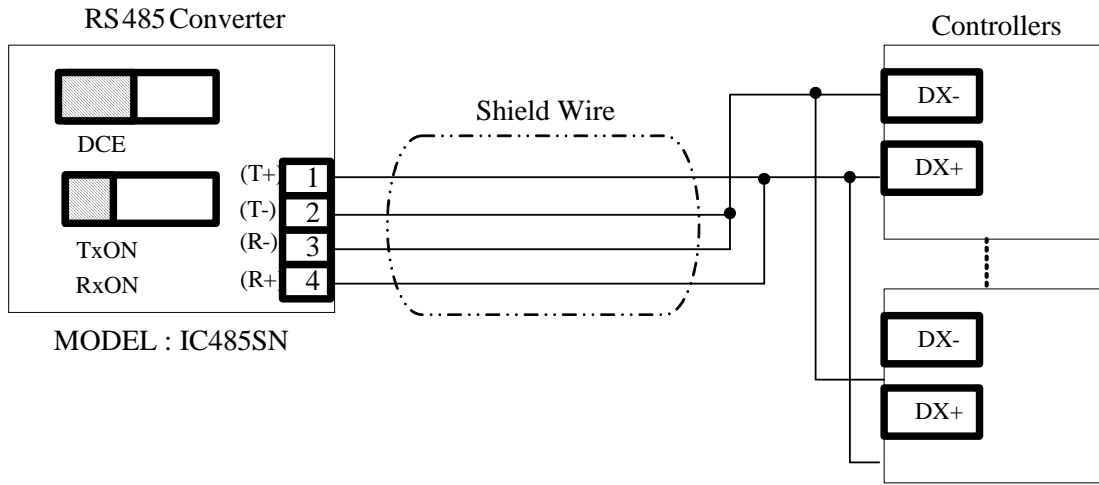 RS485 Converter
Controllers
DX-
Shield Wire
DCE
(T+) 1
DX+
(T-) 2
TxON
(R-) 3
RxON
(R+) 4
MODEL : IC485SN
DX-
DX+